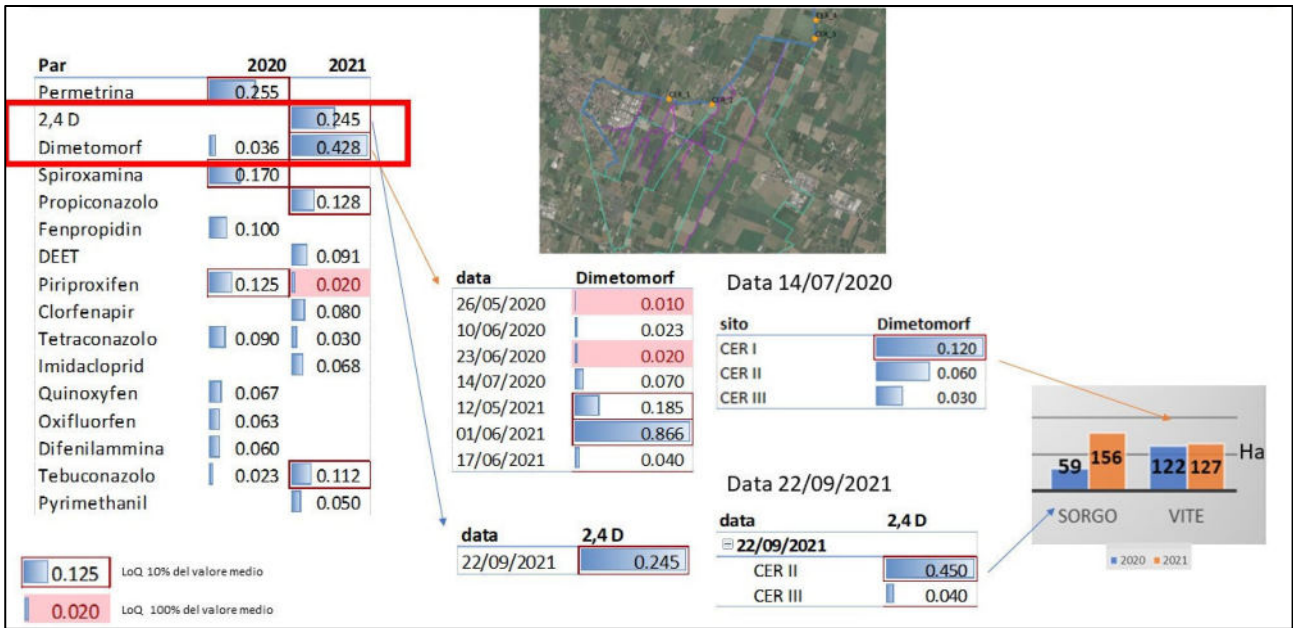 Par 2020 2021
Permetrina 0.255
2,4 D 0.245
Dimetomorf 0.036 0.428
Spiroxamina 0.170
Propiconazolo 0.128
Fenpropidin 0.100
DEET 0.091
Piriproxifen 0.125 0.020
Clorfenapir 0.080
Tetraconazolo 0.090 0.030
Imidacloprid 0.068
Quinoxyfen 0.067
Oxifluorfen 0.063
Difenilammina 0.060
Tebuconazolo 0.023 0.112
Pyrimethanil 0.050
0.125 LoQ 10% del valore medio
0.020 LoQ 100% del valore medio
CER_4
CER_3
CER_1
CER_2
data Dimetomorf
26/05/2020 0.010
10/06/2020 0.023
23/06/2020 0.020
14/07/2020 0.070
12/05/2021 0.185
01/06/2021 0.866
17/06/2021 0.040
data 2,4 D
22/09/2021 0.245
Data 14/07/2020
sito Dimetomorf
CER I 0.120
CER II 0.060
CER III 0.030
Data 22/09/2021
data 2,4 D
22/09/2021
CER II 0.450
CER III 0.040
59 156 122 127 Ha
SORGO VITE
2020 2021